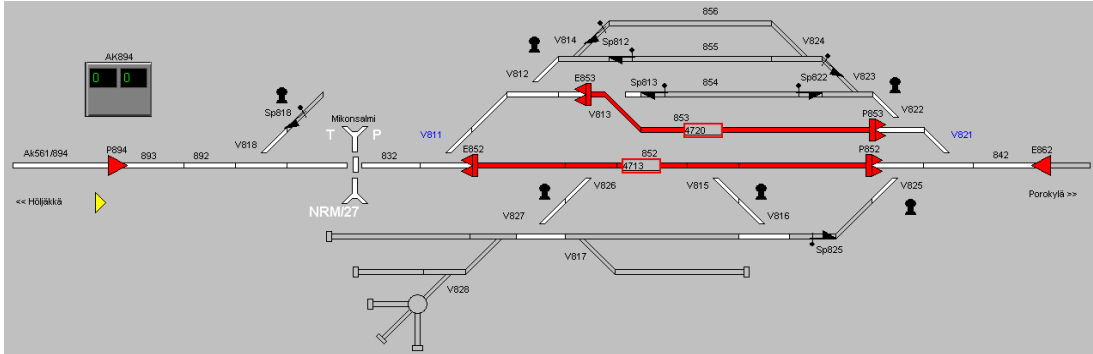 856
AK894
V814
Sp812
V824
855
0 0
V812
E853
Sp813
854
Sp822
V823
Sp818
V813
853
4720
P853
V822
Mikonsalmi
T P
V811
V821
V818
Ak561/894
P894
893
892
832
E852
852
4713
P852
842
E862
<< Höljäkkä
NRM/27
V826
V815
V825
Porokylä >>
V827
V816
V817
Sp825
V828